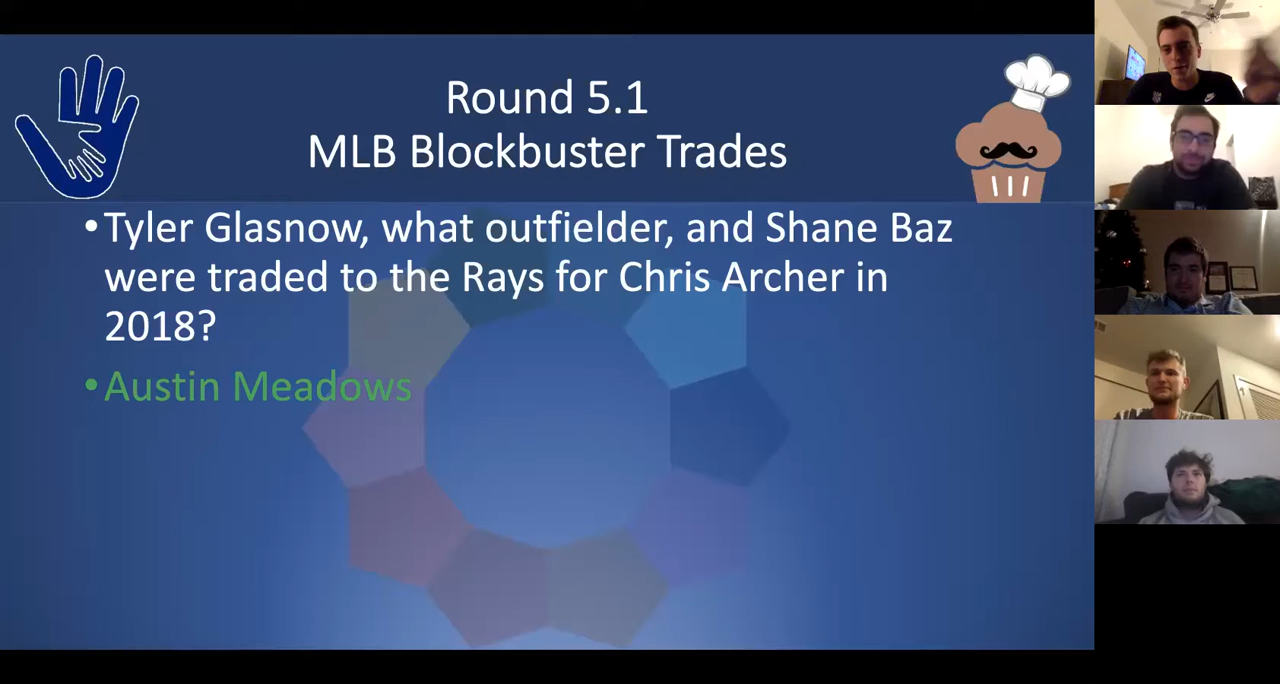 Round 5.1
MLB Blockbuster Trades
•Tyler Glasnow, what outfielder, and Shane Baz
were traded to the Rays for Chris Archer in
2018?
•Austin Meadows